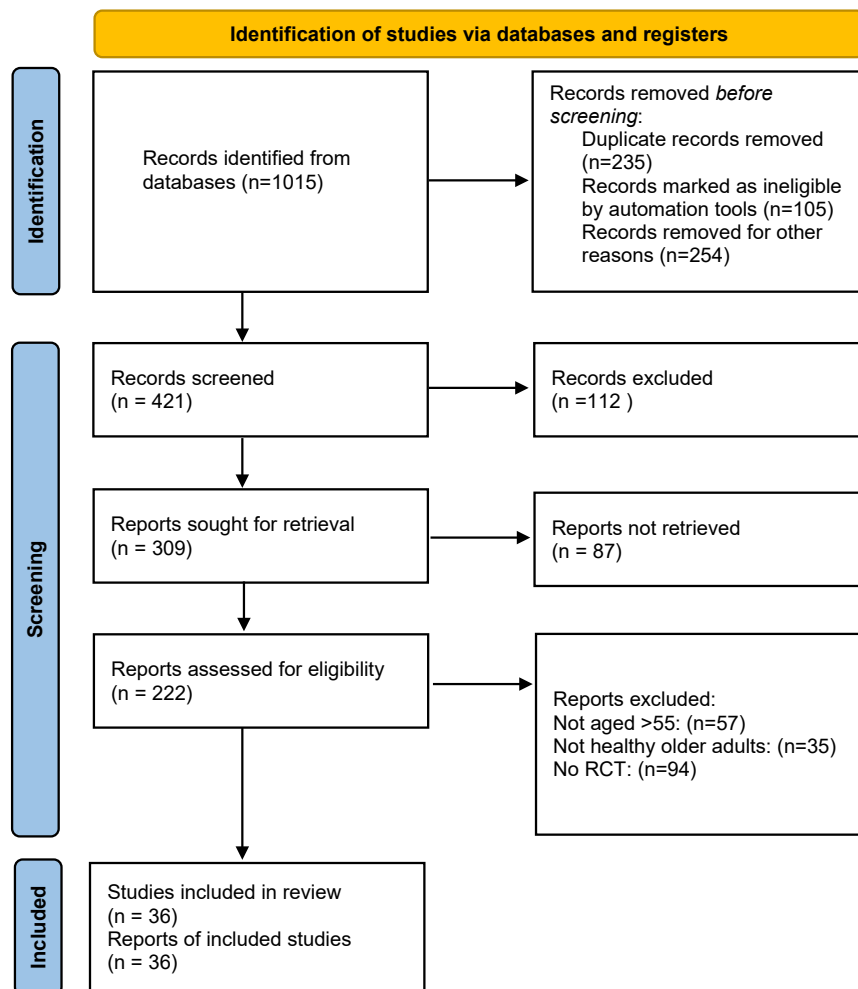 Identification of studies via databases and registers
Identification
Records identified from
databases (n=1015)
Records removed before
screening:
Duplicate records removed
(n=235)
Records marked as ineligible
by automation tools (n=105)
Records removed for other
reasons (n=254)
Screening
Records screened
(n = 421)
Records excluded
(n =112 )
Reports sought for retrieval
(n = 309)
Reports not retrieved
(n = 87)
Reports assessed for eligibility
(n = 222)
Reports excluded:
Not aged >55: (n=57)
Not healthy older adults: (n=35)
No RCT: (n=94)
Included
Studies included in review
(n = 36)
Reports of included studies
(n = 36)